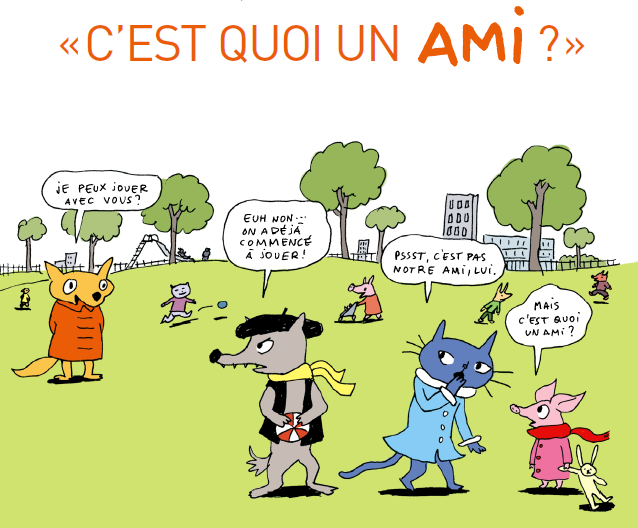 « C'EST QUOI UN AMI ? »
JE PEUX JOUER
AVEC VOUS?
EUH NON...
ON A DÉJÀ
COMMENCÉ
À JOUER!
PSSST, C'EST PAS
NOTRE AMI, LUI.
MAIS
C'EST QUOI
UN AMI?